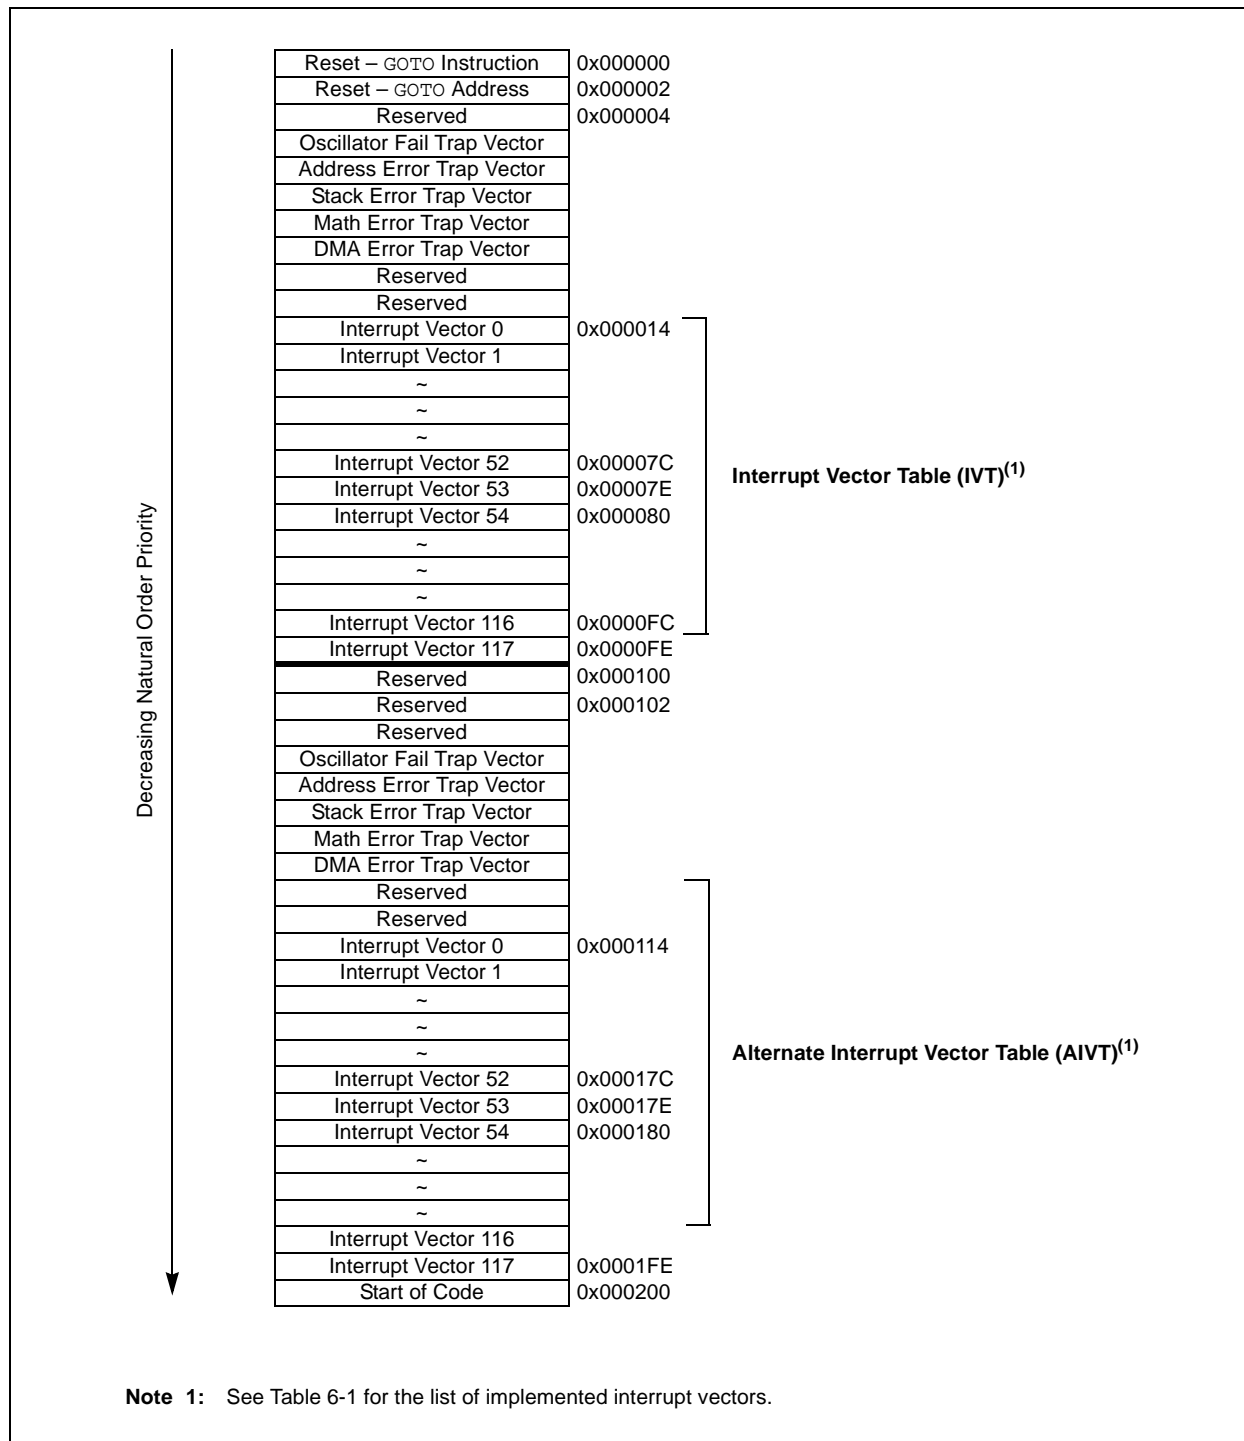 Reset – GOTO Instruction 0x000000
Reset – GOTO Address 0x000002
Reserved 0x000004
Oscillator Fail Trap Vector
Address Error Trap Vector
Stack Error Trap Vector
Math Error Trap Vector
DMA Error Trap Vector
Reserved
Reserved
Interrupt Vector 0 0x000014
Interrupt Vector 1
~
~
~
Interrupt Vector 52 0x00007C
Interrupt Vector Table (IVT)(1)
Interrupt Vector 53 0x00007E
Interrupt Vector 54 0x000080
~
~
~
Interrupt Vector 116 0x0000FC
Interrupt Vector 117 0x0000FE
Decreasing Natural Order Priority
Reserved 0x000100
Reserved 0x000102
Reserved
Oscillator Fail Trap Vector
Address Error Trap Vector
Stack Error Trap Vector
Math Error Trap Vector
DMA Error Trap Vector
Reserved
Reserved
Interrupt Vector 0 0x000114
Interrupt Vector 1
~
~
~
Alternate Interrupt Vector Table (AIVT)(1)
Interrupt Vector 52 0x00017C
Interrupt Vector 53 0x00017E
Interrupt Vector 54 0x000180
~
~
~
Interrupt Vector 116
Interrupt Vector 117 0x0001FE
Start of Code 0x000200
Note 1: See Table 6-1 for the list of implemented interrupt vectors.